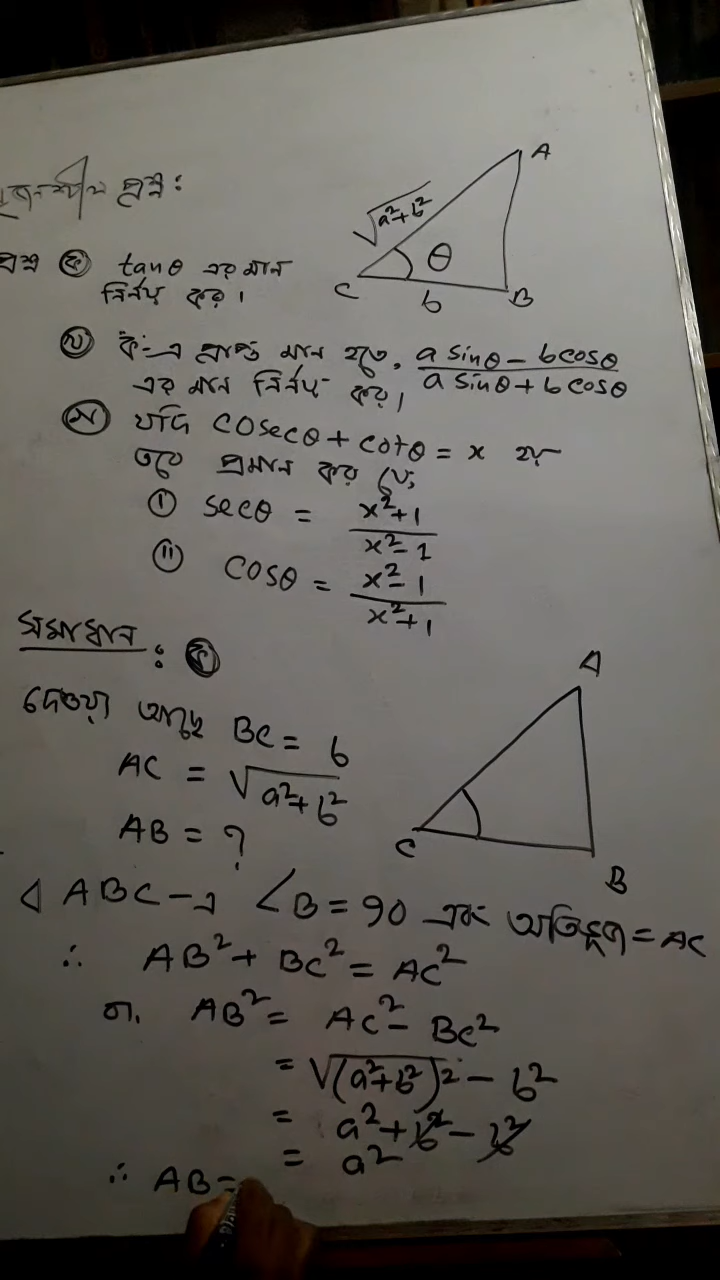 সৃজনশীল প্রশ্ন:
A
√a²+b²
θ
C
b
B
প্রশ্ন ক tanθ এর মান
নির্নয় কর।
খ ক-এ প্রাপ্ত মান হতে, (a sinθ - b cosθ)/(a sinθ + b cosθ)
এর মান নির্নয় কর।
গ যদি cosecθ + cotθ = x হয়
তবে প্রমান কর যে,
(i) secθ = (x²+1)/(x²-1)
(ii) cosθ = (x²-1)/(x²+1)
সমাধান: ক
দেওয়া আছে BC = b
AC = √a²+b²
AB = ?
A
C
B
△ ABC-এ ∠B = 90 এবং অতিভূজ = AC
∴ AB² + BC² = AC²
বা, AB² = AC² - BC²
= √(a²+b²)² - b²
= a² + b² - b²
= a²
∴ AB =